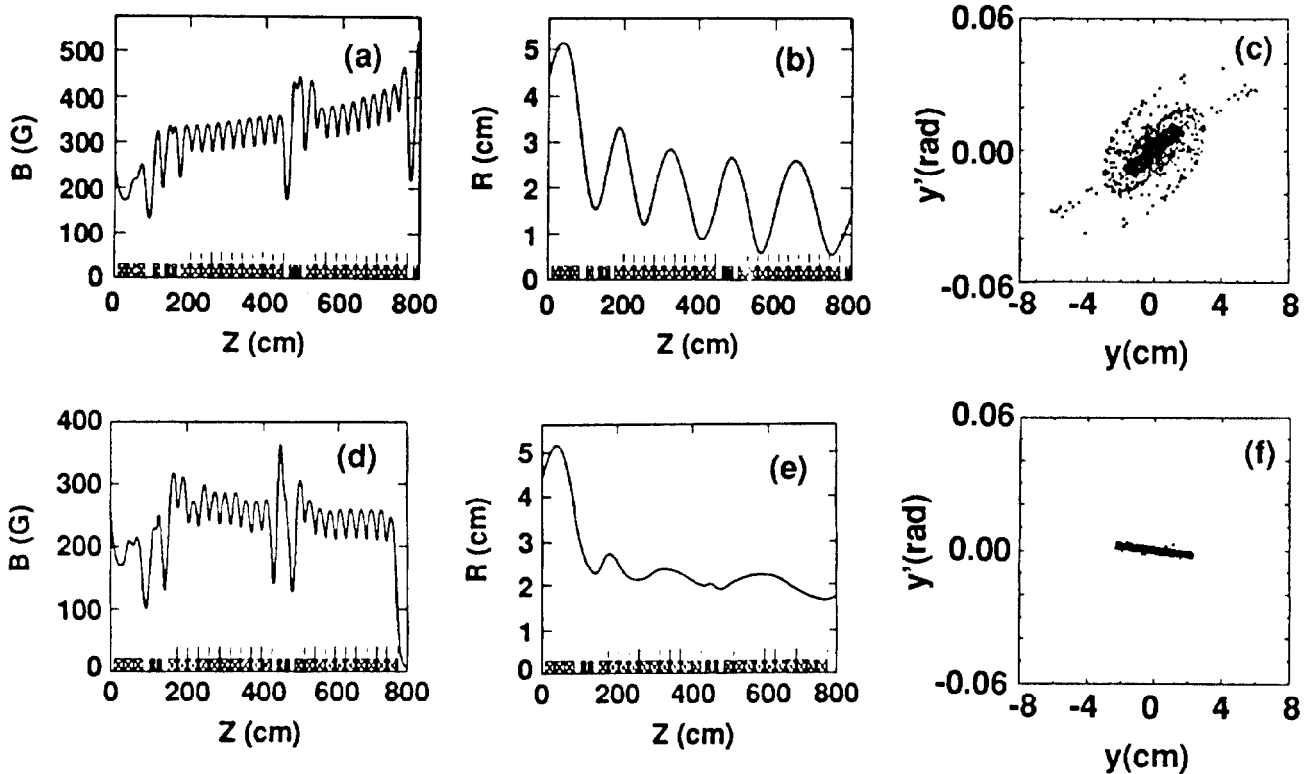 (a)
B (G)
500
400
300
200
100
0
0 200 400 600 800
Z (cm)
(b)
R (cm)
5
4
3
2
1
0
0 200 400 600 800
Z (cm)
(c)
y'(rad)
0.06
0.00
-0.06
-8 -4 0 4 8
y(cm)
(d)
B (G)
400
300
200
100
0
0 200 400 600 800
Z (cm)
(e)
R (cm)
5
4
3
2
1
0
0 200 400 600 800
Z (cm)
(f)
y'(rad)
0.06
0.00
-0.06
-8 -4 0 4 8
y(cm)